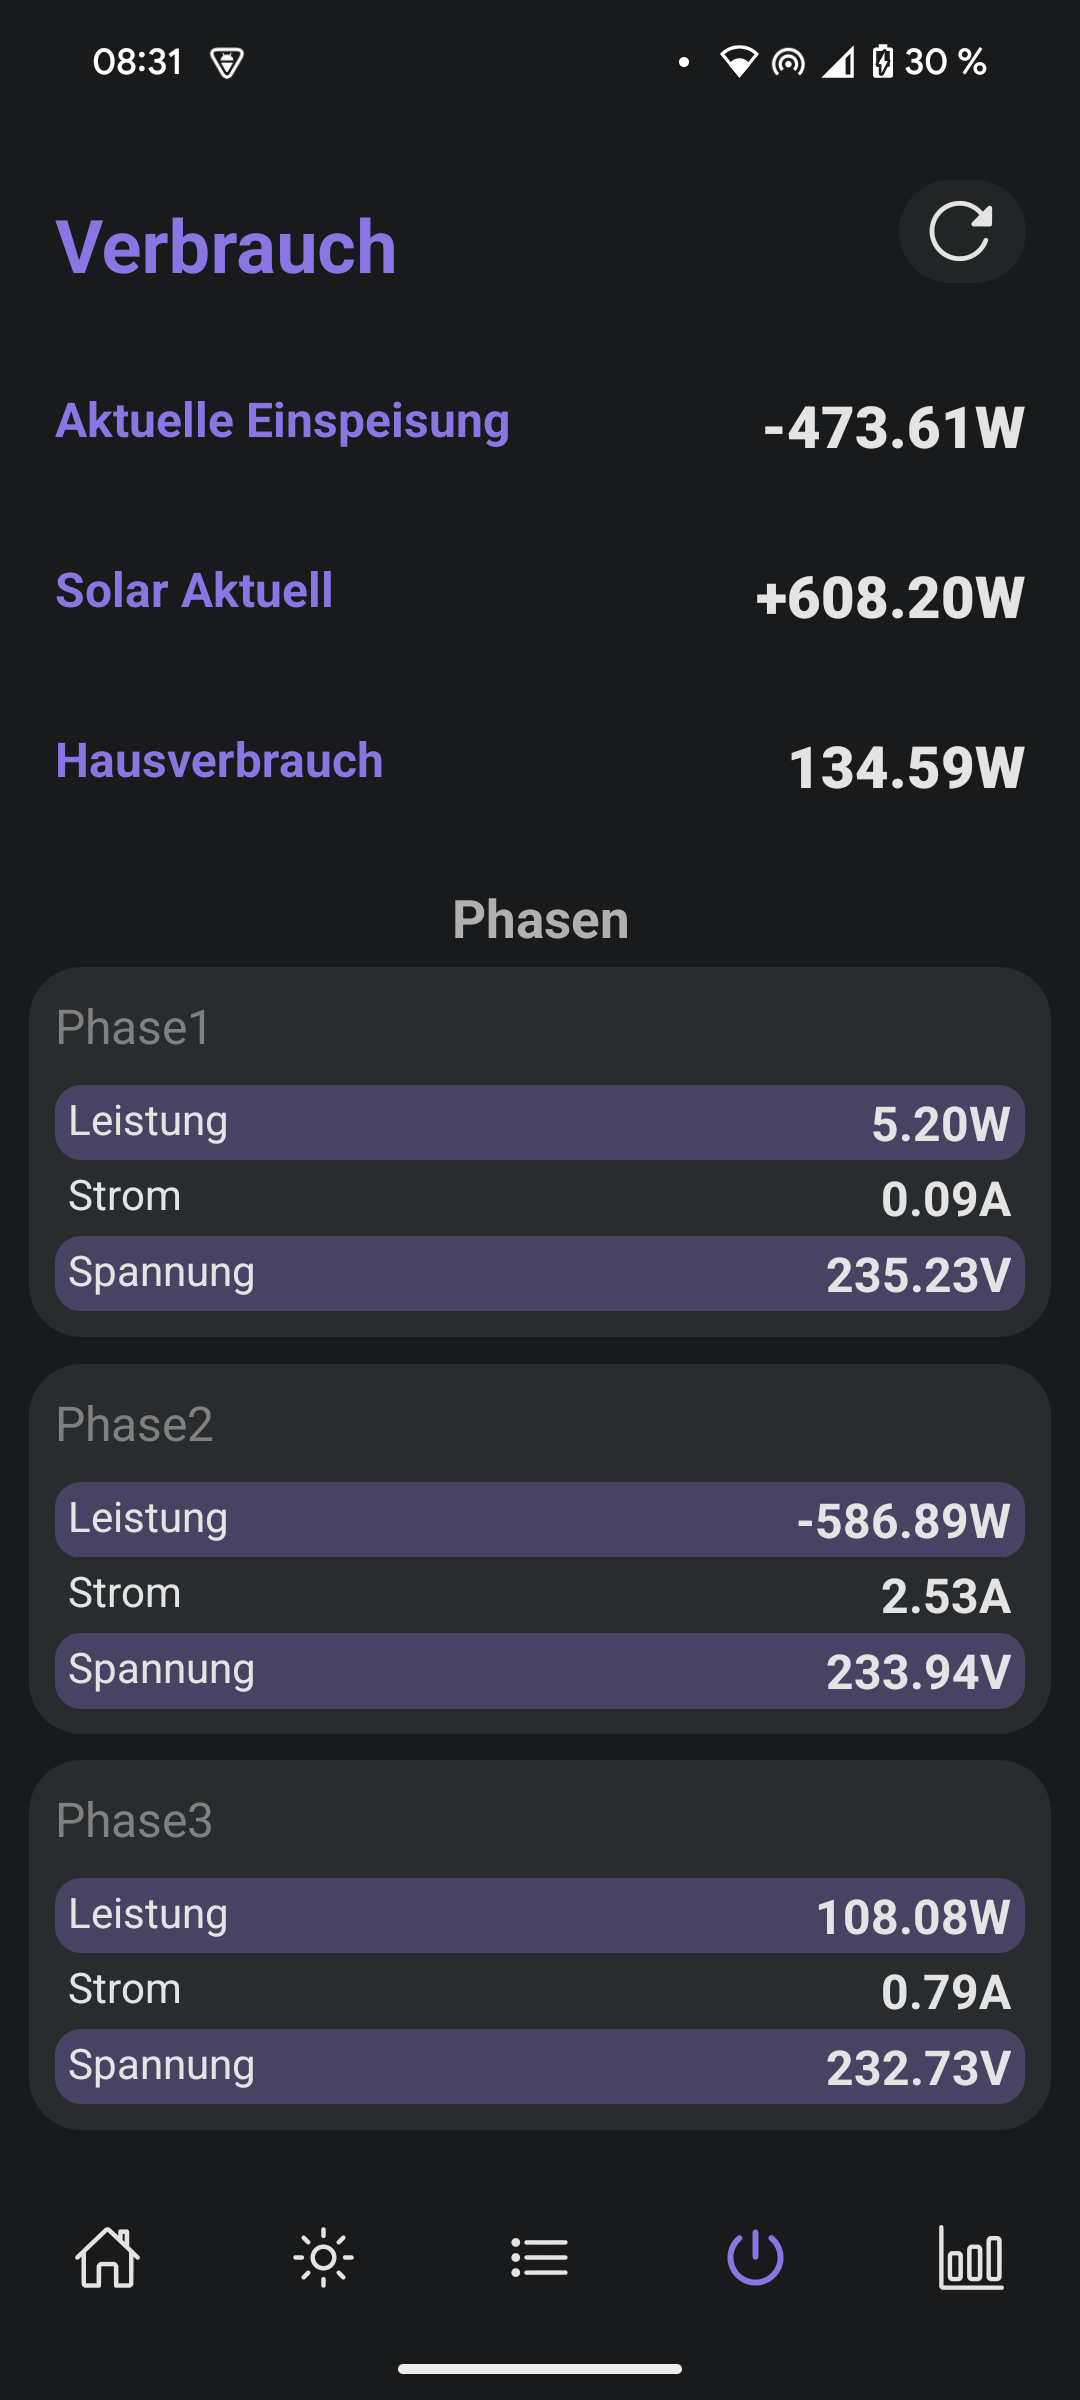 08:31 30 %
Verbrauch
Aktuelle Einspeisung -473.61W
Solar Aktuell +608.20W
Hausverbrauch 134.59W
Phasen
Phase1
Leistung 5.20W
Strom 0.09A
Spannung 235.23V
Phase2
Leistung -586.89W
Strom 2.53A
Spannung 233.94V
Phase3
Leistung 108.08W
Strom 0.79A
Spannung 232.73V